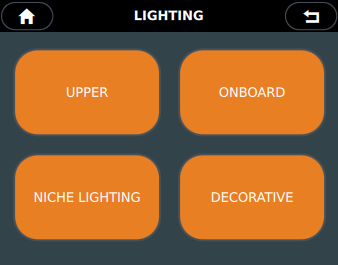 LIGHTING
UPPER
ONBOARD
NICHE LIGHTING
DECORATIVE